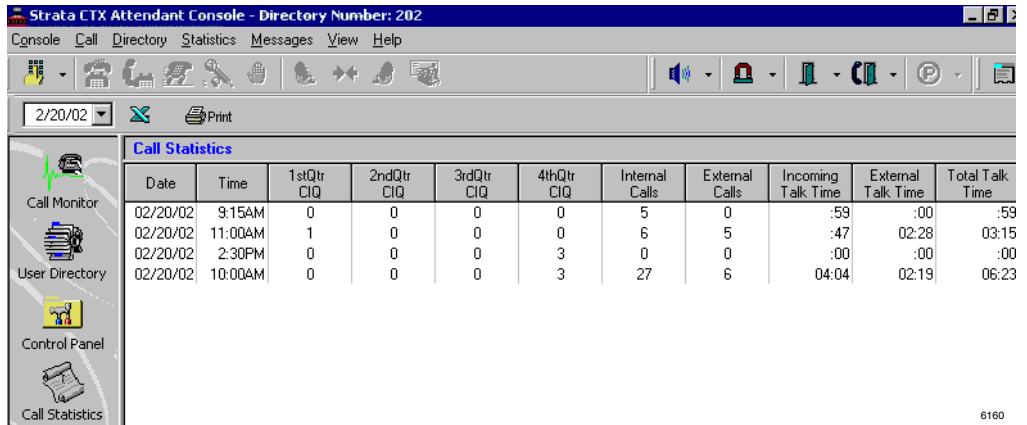 Strata CTX Attendant Console - Directory Number: 202
Console Call Directory Statistics Messages View Help
2/20/02 Print
Call Statistics
Date Time 1stQtr CIQ 2ndQtr CIQ 3rdQtr CIQ 4thQtr CIQ Internal Calls External Calls Incoming Talk Time External Talk Time Total Talk Time
02/20/02 9:15AM 0 0 0 0 5 0 :59 :00 :59
02/20/02 11:00AM 1 0 0 0 6 5 :47 02:28 03:15
02/20/02 2:30PM 0 0 0 3 0 0 :00 :00 :00
02/20/02 10:00AM 0 0 0 3 27 6 04:04 02:19 06:23
Call Monitor
User Directory
Control Panel
Call Statistics
6160